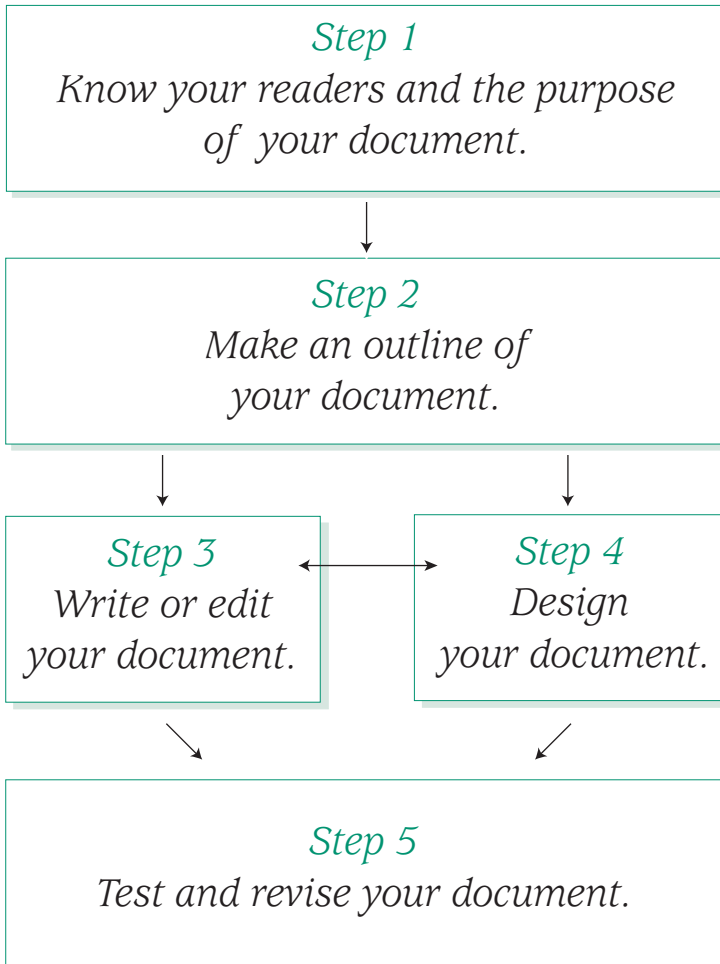 Step 1
Know your readers and the purpose
of your document.
Step 2
Make an outline of
your document.
Step 3
Write or edit
your document.
Step 4
Design
your document.
Step 5
Test and revise your document.